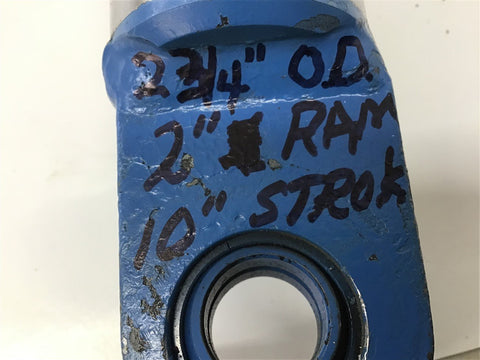 2 3/4" O.D.
2" RAM
10" STROK